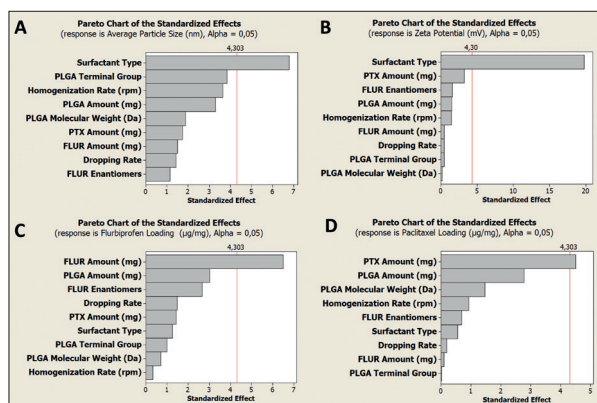 A
Pareto Chart of the Standardized Effects
(response is Average Particle Size (nm), Alpha = 0,05)
4,303
Surfactant Type
PLGA Terminal Group
Homogenization Rate (rpm)
PLGA Amount (mg)
PLGA Molecular Weight (Da)
PTX Amount (mg)
FLUR Amount (mg)
Dropping Rate
FLUR Enantiomers
0 1 2 3 4 5 6 7
Standardized Effect
B
Pareto Chart of the Standardized Effects
(response is Zeta Potential (mV), Alpha = 0,05)
4,30
Surfactant Type
PTX Amount (mg)
FLUR Enantiomers
PLGA Amount (mg)
Homogenization Rate (rpm)
FLUR Amount (mg)
Dropping Rate
PLGA Terminal Group
PLGA Molecular Weight (Da)
0 5 10 15 20
Standardized Effect
C
Pareto Chart of the Standardized Effects
(response is Flurbiprofen Loading (µg/mg), Alpha = 0,05)
4,303
FLUR Amount (mg)
PLGA Amount (mg)
FLUR Enantiomers
Dropping Rate
PTX Amount (mg)
Surfactant Type
PLGA Terminal Group
PLGA Molecular Weight (Da)
Homogenization Rate (rpm)
0 1 2 3 4 5 6 7
Standardized Effect
D
Pareto Chart of the Standardized Effects
(response is Paclitaxel Loading (µg/mg), Alpha = 0,05)
4,303
PTX Amount (mg)
PLGA Amount (mg)
PLGA Molecular Weight (Da)
Homogenization Rate (rpm)
FLUR Enantiomers
Surfactant Type
Dropping Rate
FLUR Amount (mg)
PLGA Terminal Group
0 1 2 3 4 5
Standardized Effect